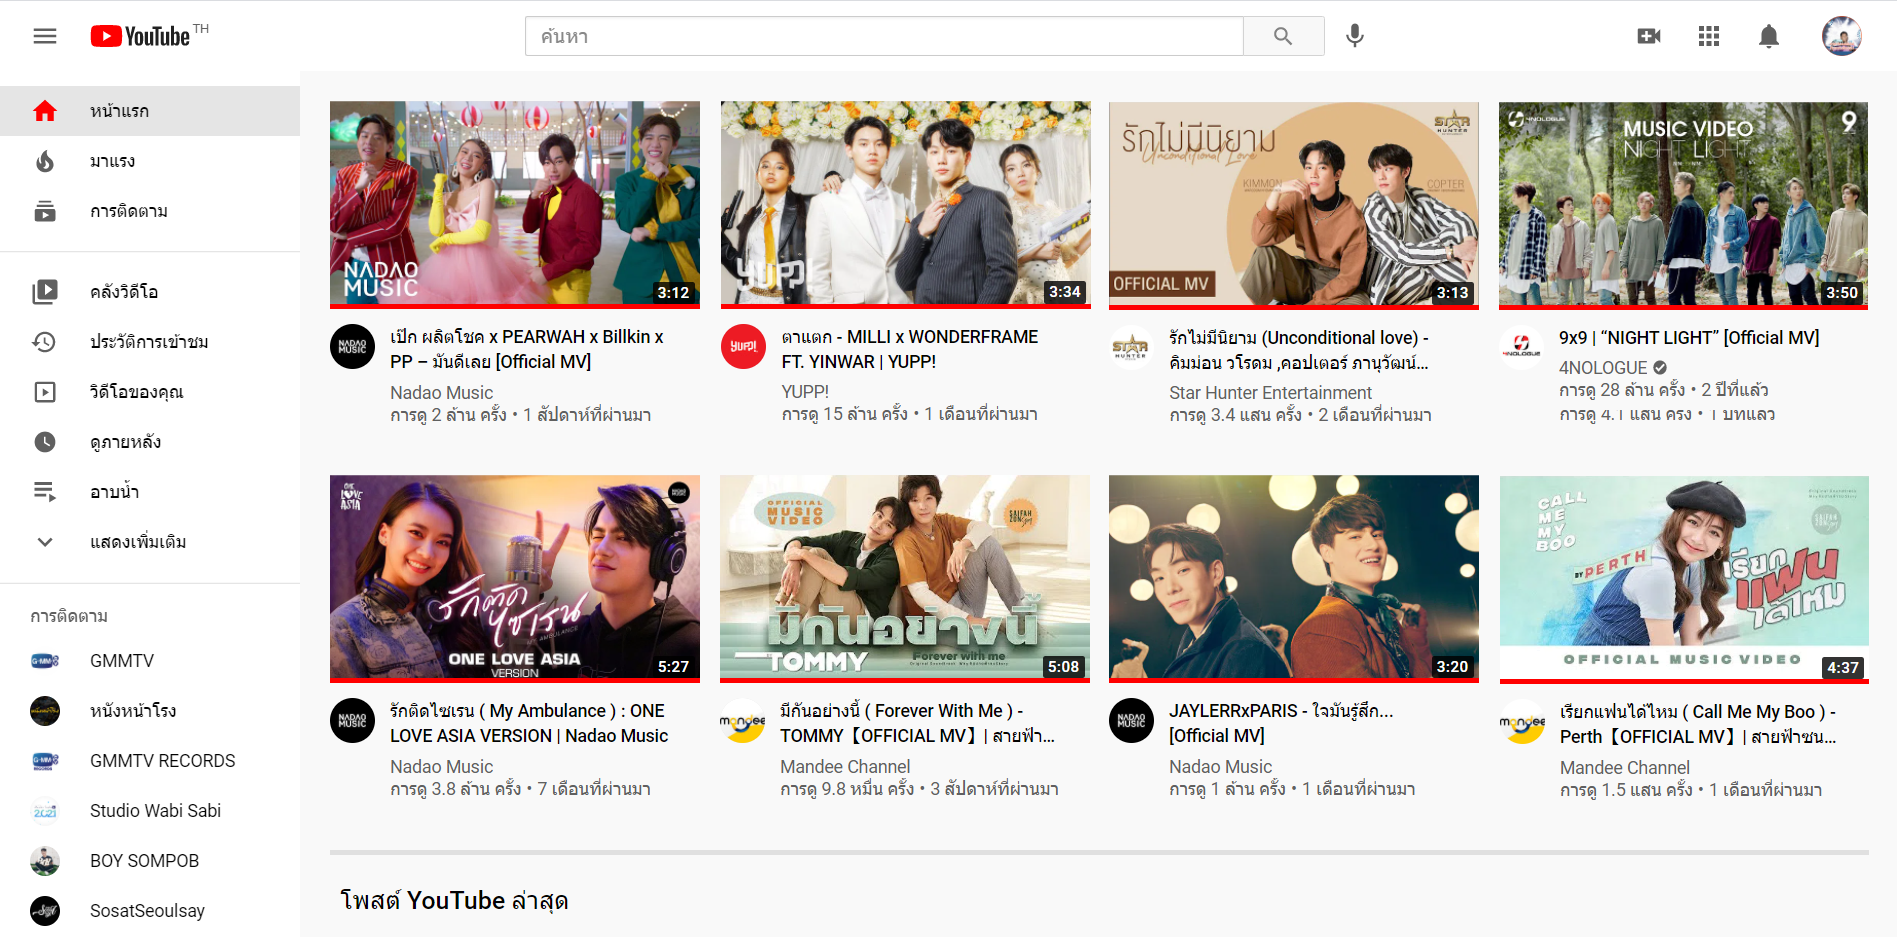 YouTube TH
ค้นหา
หน้าแรก
มาแรง
การติดตาม
คลังวิดีโอ
ประวัติการเข้าชม
วิดีโอของคุณ
ดูภายหลัง
อาบน้ำ
แสดงเพิ่มเติม
การติดตาม
GMMTV
หนังหน้าโรง
GMMTV RECORDS
Studio Wabi Sabi
BOY SOMPOB
SosatSeoulsay
NADAO
MUSIC
3:12
เป๊ก ผลิตโชค x PEARWAH x Billkin x
PP – มันดีเลย [Official MV]
Nadao Music
การดู 2 ล้าน ครั้ง • 1 สัปดาห์ที่ผ่านมา
YUPP!
3:34
ตาแตก - MILLI x WONDERFRAME
FT. YINWAR | YUPP!
YUPP!
การดู 15 ล้าน ครั้ง • 1 เดือนที่ผ่านมา
รักไม่มีนิยาม
Unconditional Love
STAR
HUNTER
KIMMON
COPTER
OFFICIAL MV
3:13
รักไม่มีนิยาม (Unconditional love) -
คิมม่อน วโรดม ,คอปเตอร์ ภานุวัฒน์...
Star Hunter Entertainment
การดู 3.4 แสน ครั้ง • 2 เดือนที่ผ่านมา
4NOLOGUE
MUSIC VIDEO
NIGHT LIGHT
9
3:50
9x9 | “NIGHT LIGHT” [Official MV]
4NOLOGUE
การดู 28 ล้าน ครั้ง • 2 ปีที่แล้ว
การดู 4.1 แสน ครั้ง • 1 ปีที่แล้ว
ONE
LOVE
ASIA
รักติด
ไซเรน
ONE LOVE ASIA
VERSION
5:27
รักติดไซเรน ( My Ambulance ) : ONE
LOVE ASIA VERSION | Nadao Music
Nadao Music
การดู 3.8 ล้าน ครั้ง • 7 เดือนที่ผ่านมา
OFFICIAL
MUSIC
VIDEO
SAIFAH
ZON
มีกันอย่างนี้
TOMMY
Forever with me
5:08
มีกันอย่างนี้ ( Forever With Me ) -
TOMMY【OFFICIAL MV】| สายฟ้า...
Mandee Channel
การดู 9.8 หมื่น ครั้ง • 3 สัปดาห์ที่ผ่านมา
3:20
JAYLERRxPARIS - ใจมันรู้สึก...
[Official MV]
Nadao Music
การดู 1 ล้าน ครั้ง • 1 เดือนที่ผ่านมา
CALL
ME
MY
BOO
BY PERTH
เรียก
แฟน
ได้ไหม
OFFICIAL MUSIC VIDEO
4:37
เรียกแฟนได้ไหม ( Call Me My Boo ) -
Perth【OFFICIAL MV】| สายฟ้าซน...
Mandee Channel
การดู 1.5 แสน ครั้ง • 1 เดือนที่ผ่านมา
โพสต์ YouTube ล่าสุด